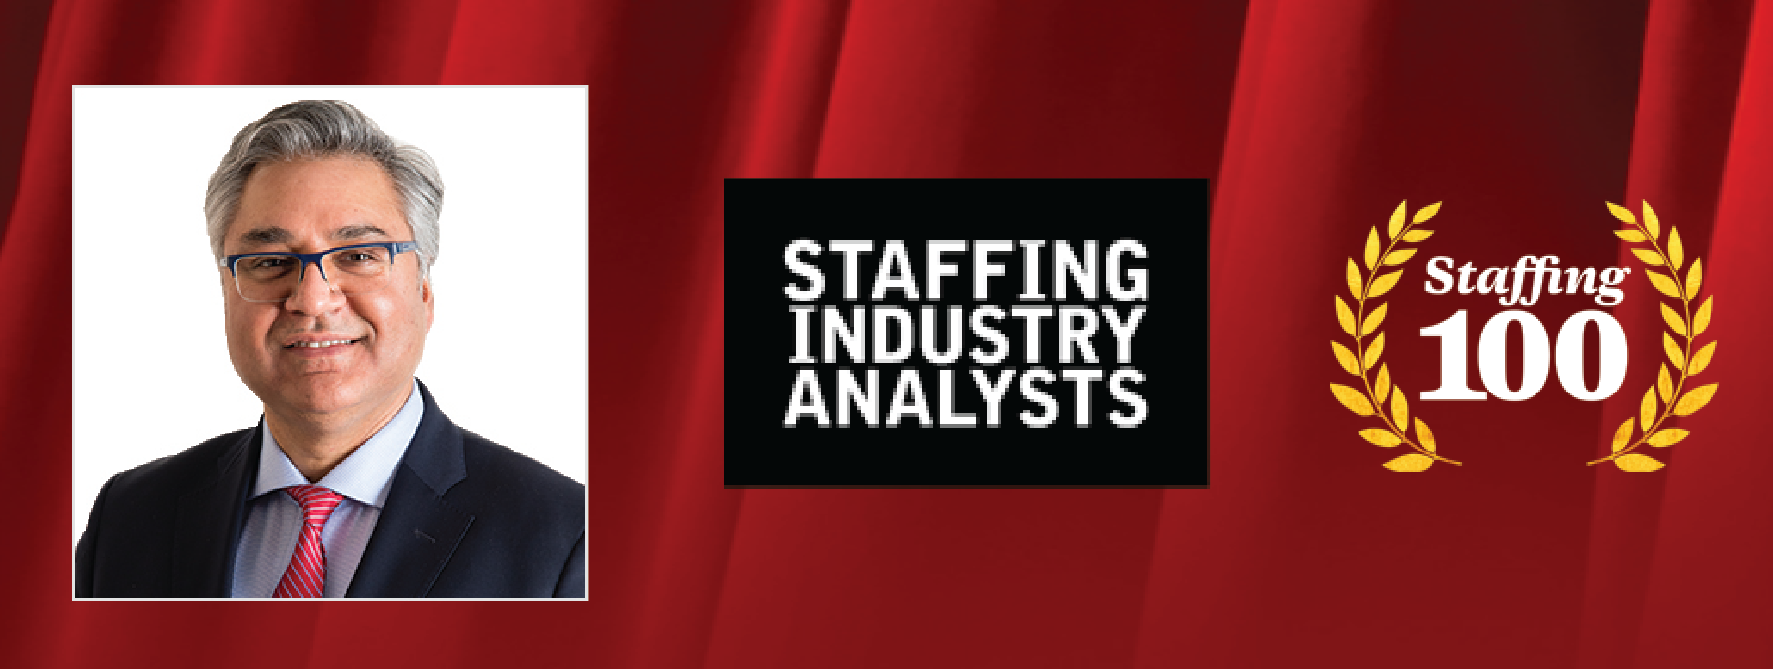 STAFFING
INDUSTRY
ANALYSTS
Staffing
100